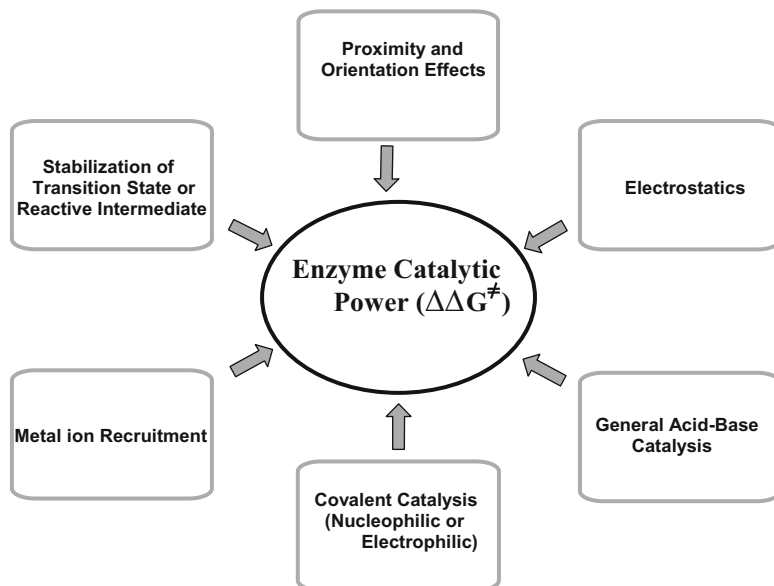 Proximity and
Orientation Effects
Stabilization of
Transition State or
Reactive Intermediate
Electrostatics
Enzyme Catalytic
Power (ΔΔG≠)
Metal ion Recruitment
General Acid-Base
Catalysis
Covalent Catalysis
(Nucleophilic or
Electrophilic)